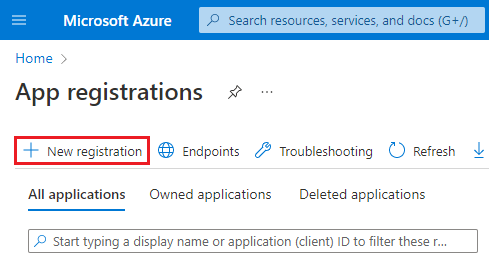 Microsoft Azure
Search resources, services, and docs (G+/)
Home
App registrations
New registration Endpoints Troubleshooting Refresh
All applications Owned applications Deleted applications
Start typing a display name or application (client) ID to filter these r...